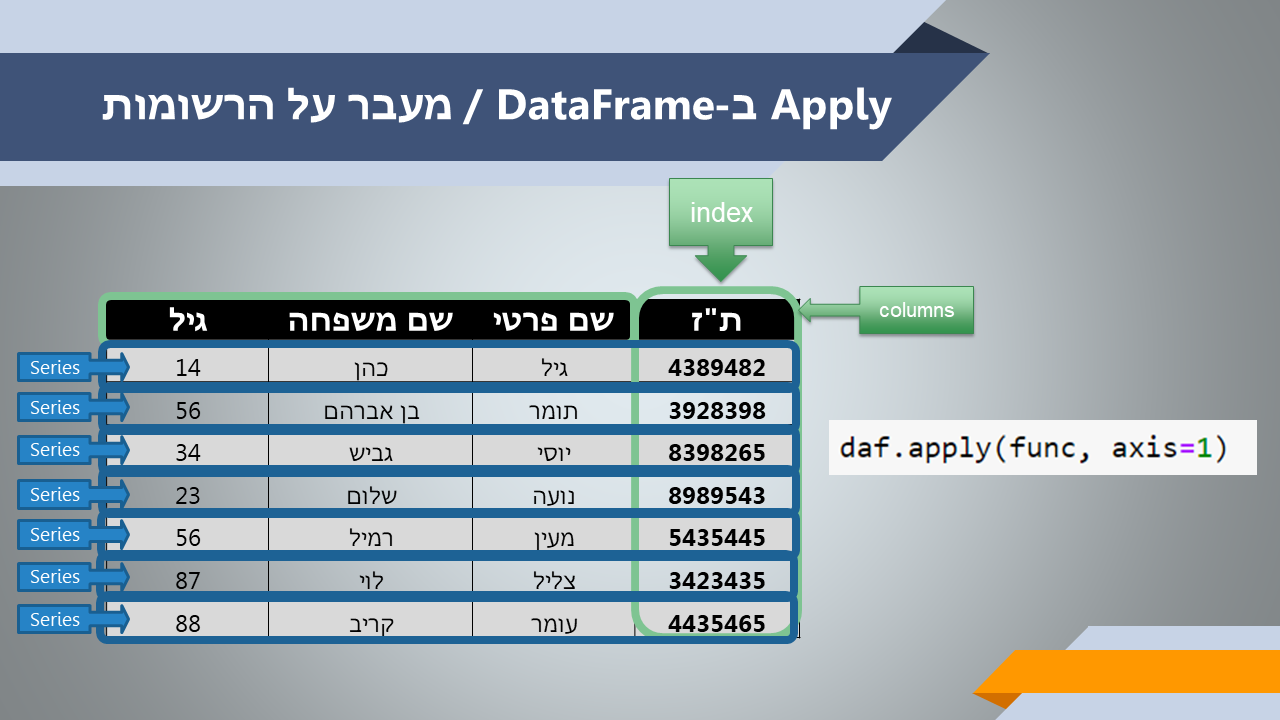 Apply ב-DataFrame / מעבר על הרשומות
index
columns
ת"ז שם פרטי שם משפחה גיל
Series 4389482 גיל כהן 14
Series 3928398 תומר בן אברהם 56
Series 8398265 יוסי גביש 34
Series 8989543 נועה שלום 23
Series 5435445 מעין רמיל 56
Series 3423435 צליל לוי 87
Series 4435465 עומר קריב 88
daf.apply(func, axis=1)